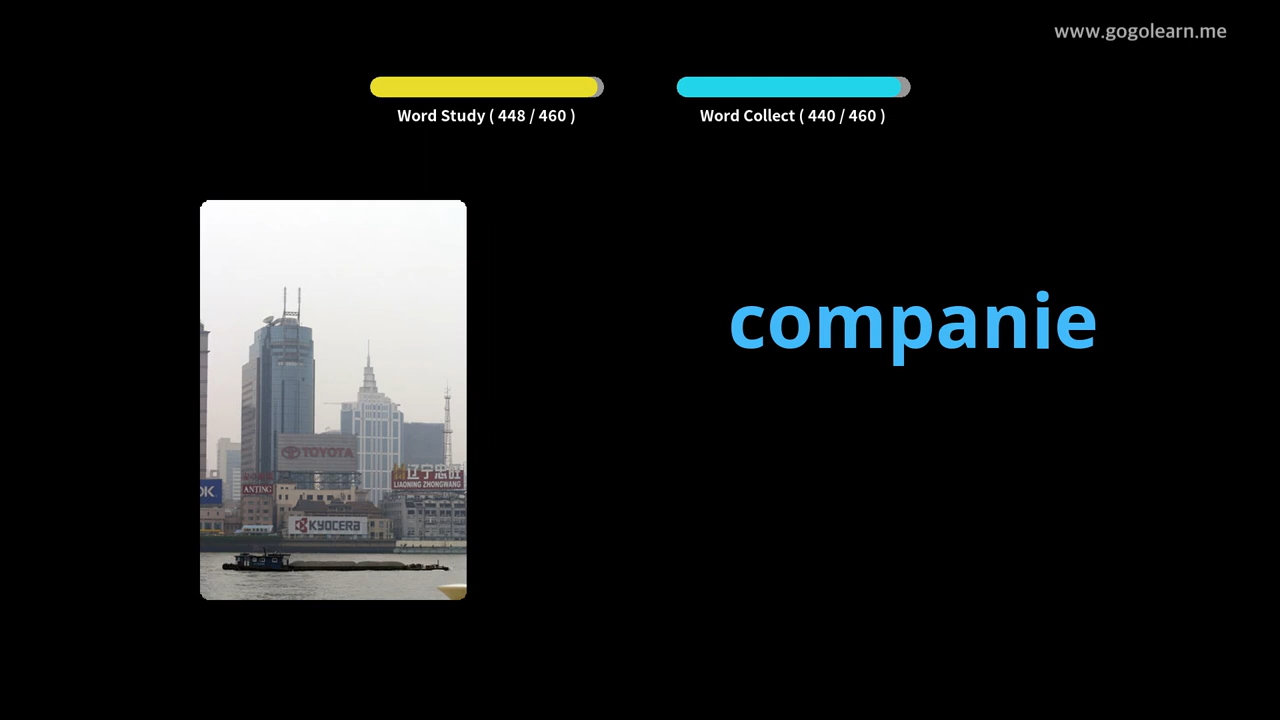 www.gogolearn.me
Word Study ( 448 / 460 )
Word Collect ( 440 / 460 )
companie
TOYOTA
辽宁忠旺
LIAONING ZHONGWANG
OK
ANTING
KYOCERA